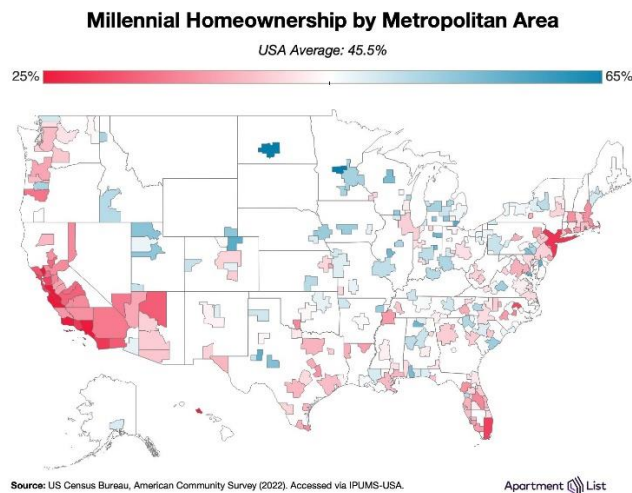 Millennial Homeownership by Metropolitan Area
USA Average: 45.5%
25%
65%
Source: US Census Bureau, American Community Survey (2022). Accessed via IPUMS-USA.
Apartment List